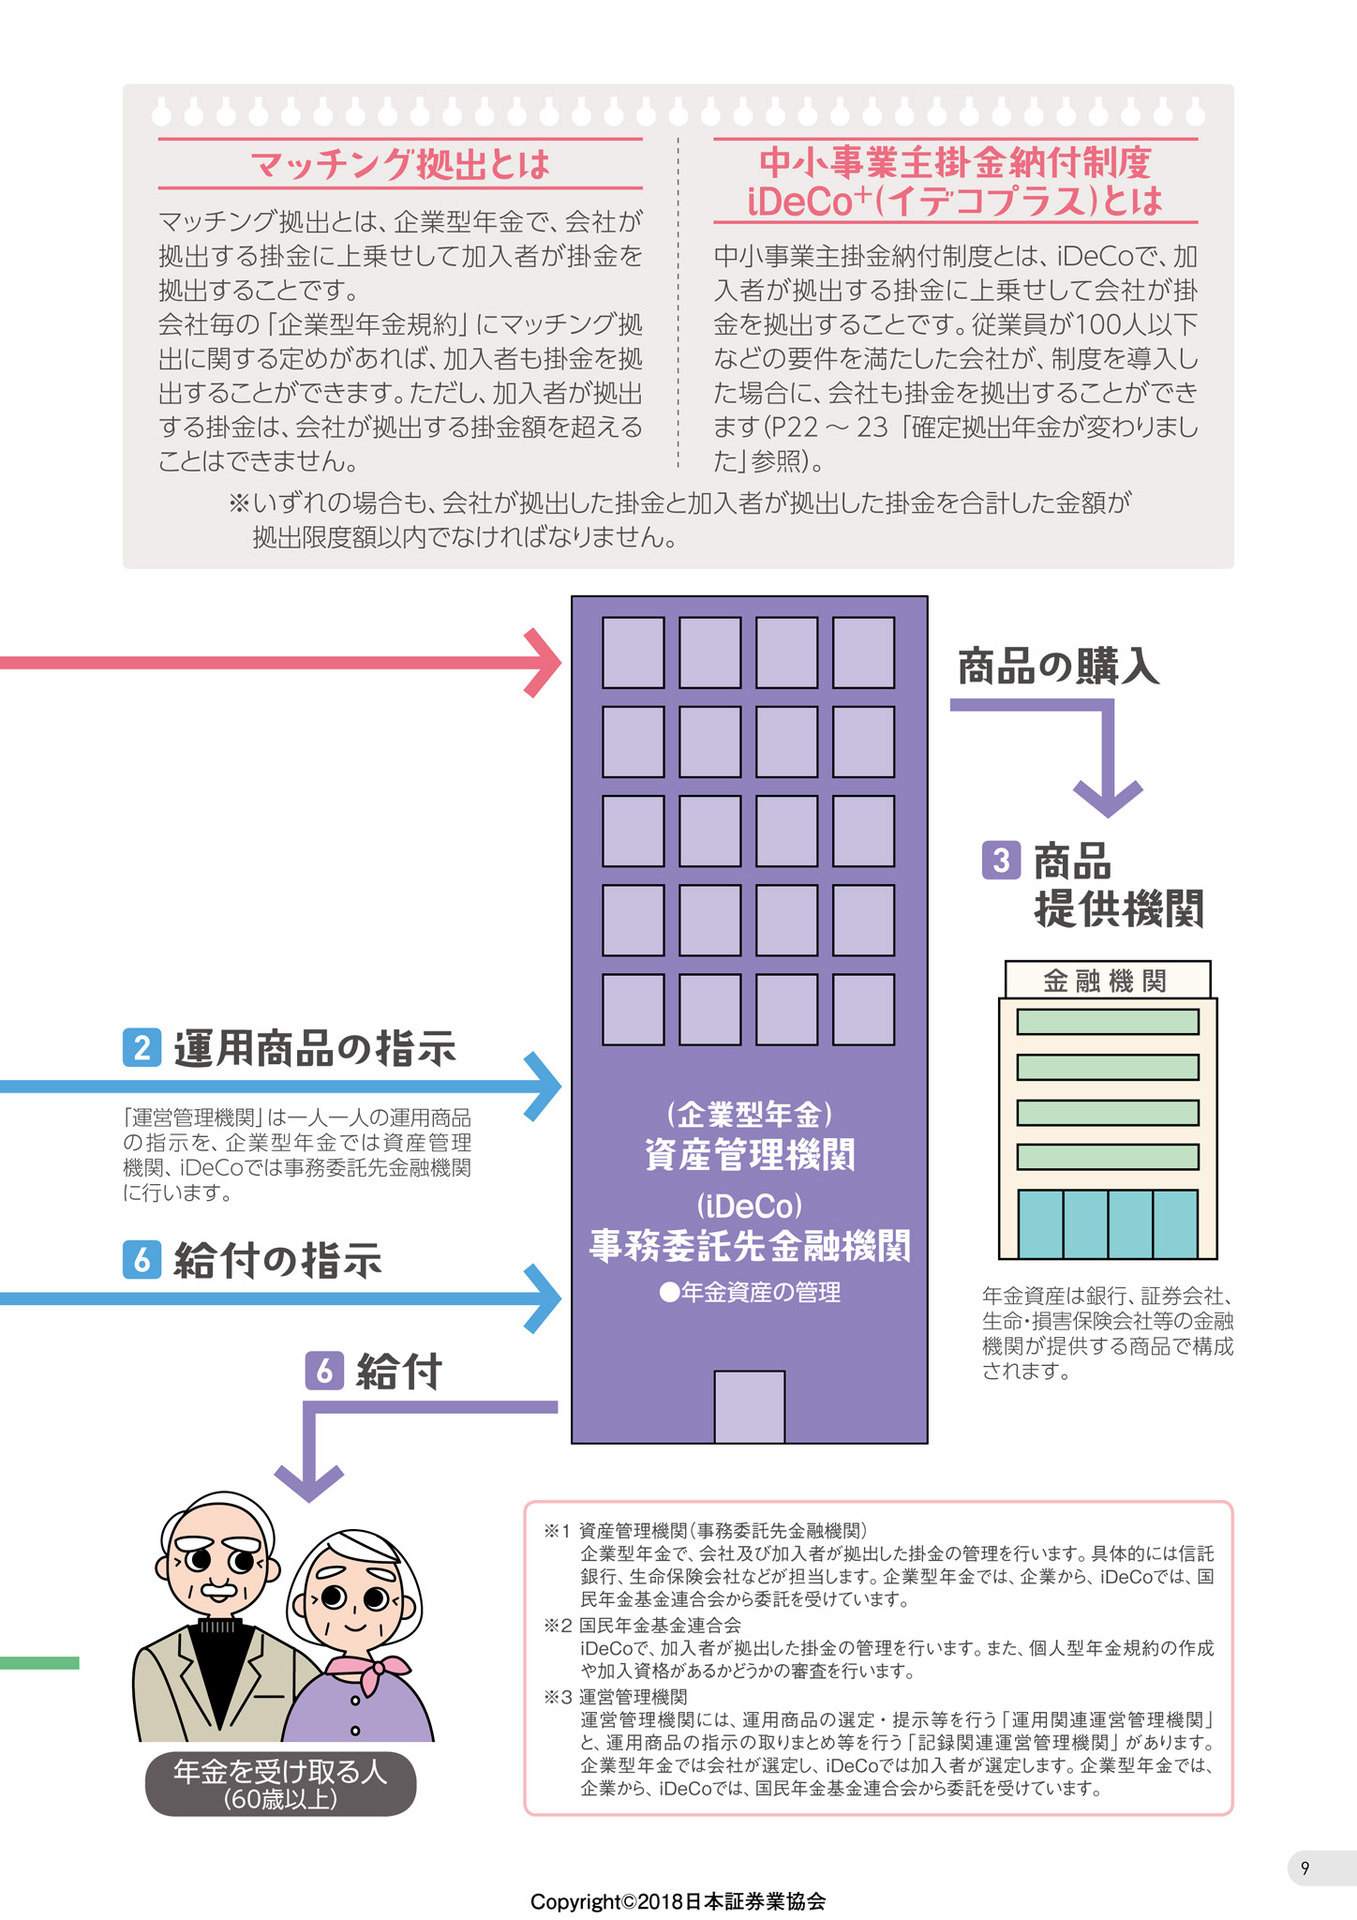 マッチング拠出とは
マッチング拠出とは、企業型年金で、会社が
拠出する掛金に上乗せして加入者が掛金を
拠出することです。
会社毎の「企業型年金規約」にマッチング拠
出に関する定めがあれば、加入者も掛金を拠
出することができます。ただし、加入者が拠出
する掛金は、会社が拠出する掛金額を超える
ことはできません。
中小事業主掛金納付制度
iDeCo+(イデコプラス)とは
中小事業主掛金納付制度とは、iDeCoで、加
入者が拠出する掛金に上乗せして会社が掛
金を拠出することです。従業員が100人以下
などの要件を満たした会社が、制度を導入し
た場合に、会社も掛金を拠出することができ
ます(P22～23「確定拠出年金が変わりまし
た」参照)。
※いずれの場合も、会社が拠出した掛金と加入者が拠出した掛金を合計した金額が
拠出限度額以内でなければなりません。
商品の購入
3 商品
提供機関
金融機関
年金資産は銀行、証券会社、
生命・損害保険会社等の金融
機関が提供する商品で構成
されます。
2 運用商品の指示
「運営管理機関」は一人一人の運用商品
の指示を、企業型年金では資産管理
機関、iDeCoでは事務委託先金融機関
に行います。
6 給付の指示
(企業型年金)
資産管理機関
(iDeCo)
事務委託先金融機関
●年金資産の管理
6 給付
年金を受け取る人
(60歳以上)
※1 資産管理機関(事務委託先金融機関)
企業型年金で、会社及び加入者が拠出した掛金の管理を行います。具体的には信託
銀行、生命保険会社などが担当します。企業型年金では、企業から、iDeCoでは、国
民年金基金連合会から委託を受けています。
※2 国民年金基金連合会
iDeCoで、加入者が拠出した掛金の管理を行います。また、個人型年金規約の作成
や加入資格があるかどうかの審査を行います。
※3 運営管理機関
運営管理機関には、運用商品の選定・提示等を行う「運用関連運営管理機関」
と、運用商品の指示の取りまとめ等を行う「記録関連運営管理機関」があります。
企業型年金では会社が選定し、iDeCoでは加入者が選定します。企業型年金では、
企業から、iDeCoでは、国民年金基金連合会から委託を受けています。
9
Copyright©2018日本証券業協会